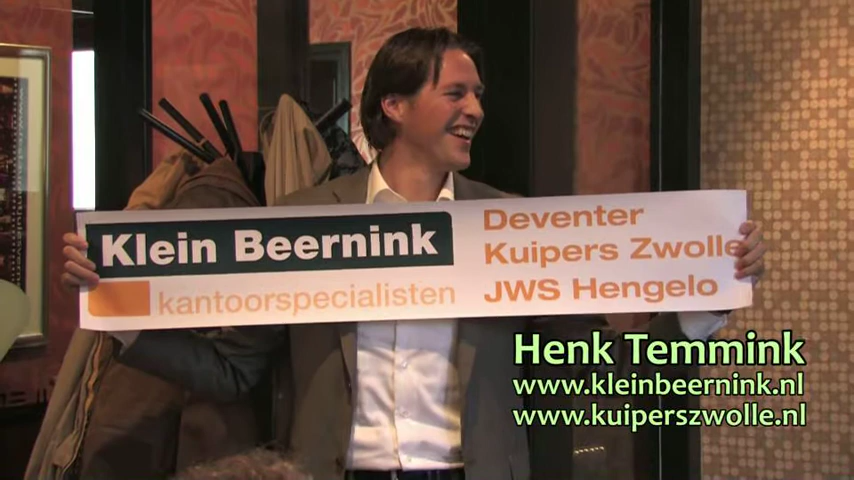 Klein Beernink
kantoorspecialisten
Deventer
Kuipers Zwolle
JWS Hengelo
Henk Temmink
www.kleinbeernink.nl
www.kuiperszwolle.nl